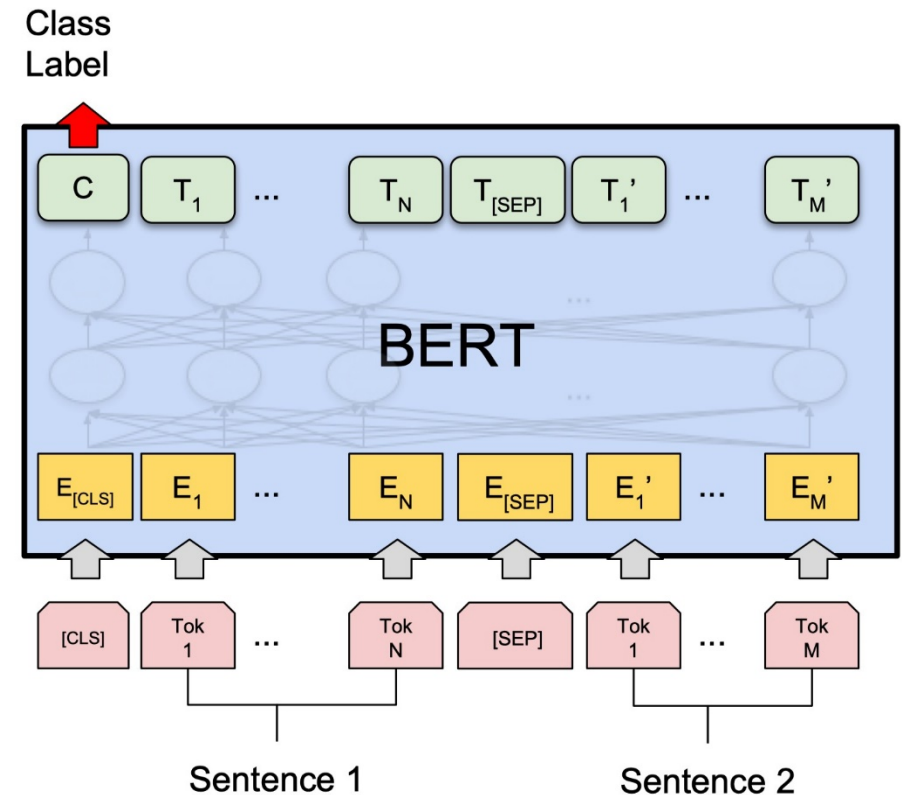 Class
Label
C T1 ... TN T[SEP] T1’ ... TM’
...
BERT
...
E[CLS] E1 ... EN E[SEP] E1’ ... EM’
[CLS] Tok 1 ... Tok N [SEP] Tok 1 ... Tok M
Sentence 1 Sentence 2